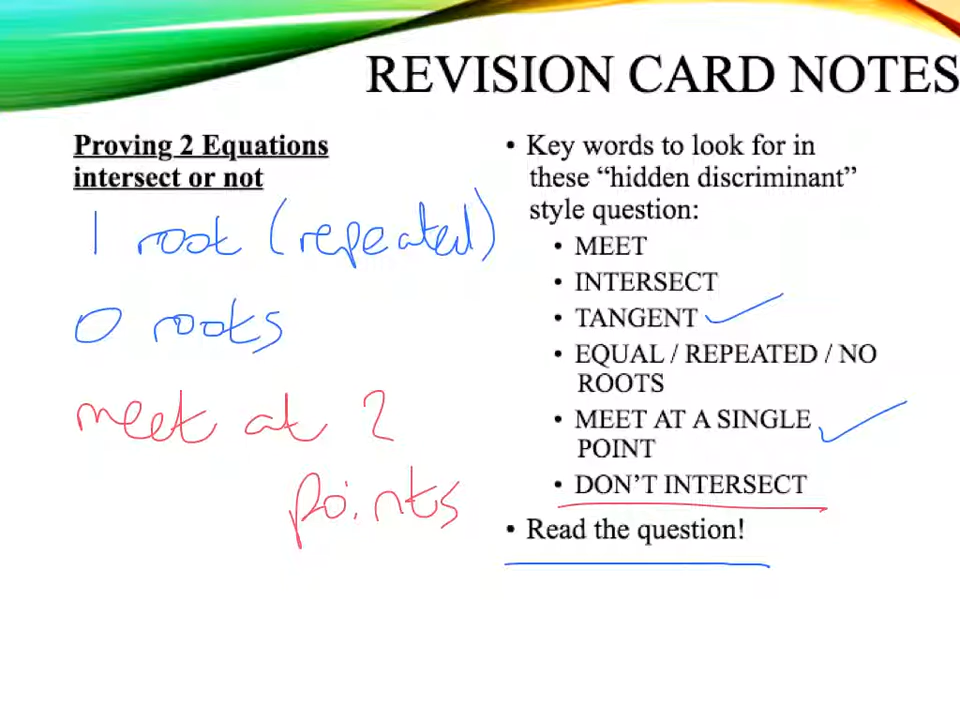 REVISION CARD NOTES
Proving 2 Equations
intersect or not
1 root (repeated)
0 roots
meet at 2
points
• Key words to look for in
these “hidden discriminant”
style question:
• MEET
• INTERSECT
• TANGENT
• EQUAL / REPEATED / NO
ROOTS
• MEET AT A SINGLE
POINT
• DON’T INTERSECT
• Read the question!